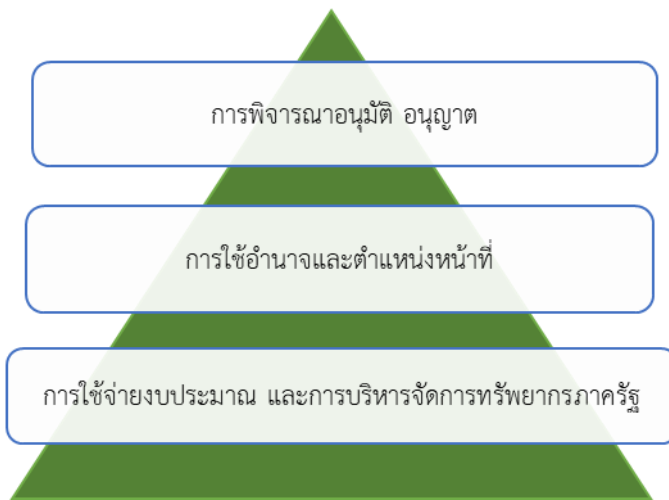 การพิจารณาอนุมัติ อนุญาต
การใช้อำนาจและตำแหน่งหน้าที่
การใช้จ่ายงบประมาณ และการบริหารจัดการทรัพยากรภาครัฐ